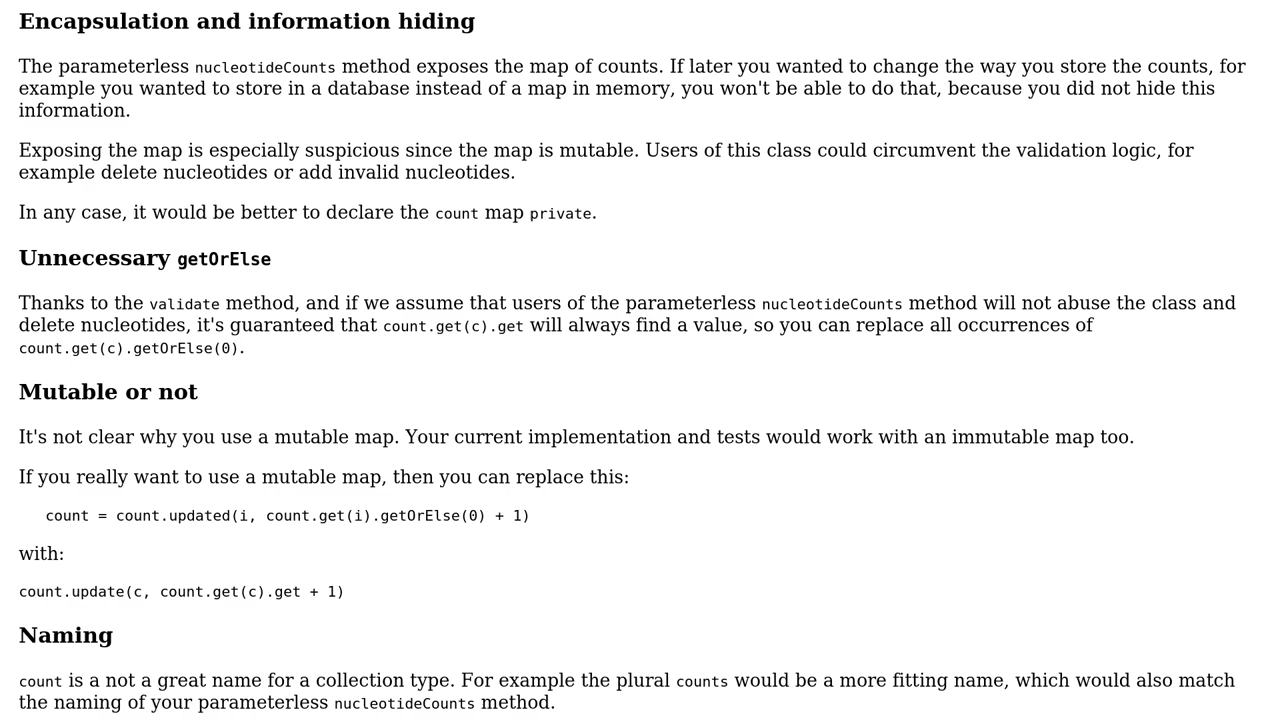 Encapsulation and information hiding
The parameterless nucleotideCounts method exposes the map of counts. If later you wanted to change the way you store the counts, for
example you wanted to store in a database instead of a map in memory, you won't be able to do that, because you did not hide this
information.
Exposing the map is especially suspicious since the map is mutable. Users of this class could circumvent the validation logic, for
example delete nucleotides or add invalid nucleotides.
In any case, it would be better to declare the count map private.
Unnecessary getOrElse
Thanks to the validate method, and if we assume that users of the parameterless nucleotideCounts method will not abuse the class and
delete nucleotides, it's guaranteed that count.get(c).get will always find a value, so you can replace all occurrences of
count.get(c).getOrElse(0).
Mutable or not
It's not clear why you use a mutable map. Your current implementation and tests would work with an immutable map too.
If you really want to use a mutable map, then you can replace this:
count = count.updated(i, count.get(i).getOrElse(0) + 1)
with:
count.update(c, count.get(c).get + 1)
Naming
count is a not a great name for a collection type. For example the plural counts would be a more fitting name, which would also match
the naming of your parameterless nucleotideCounts method.